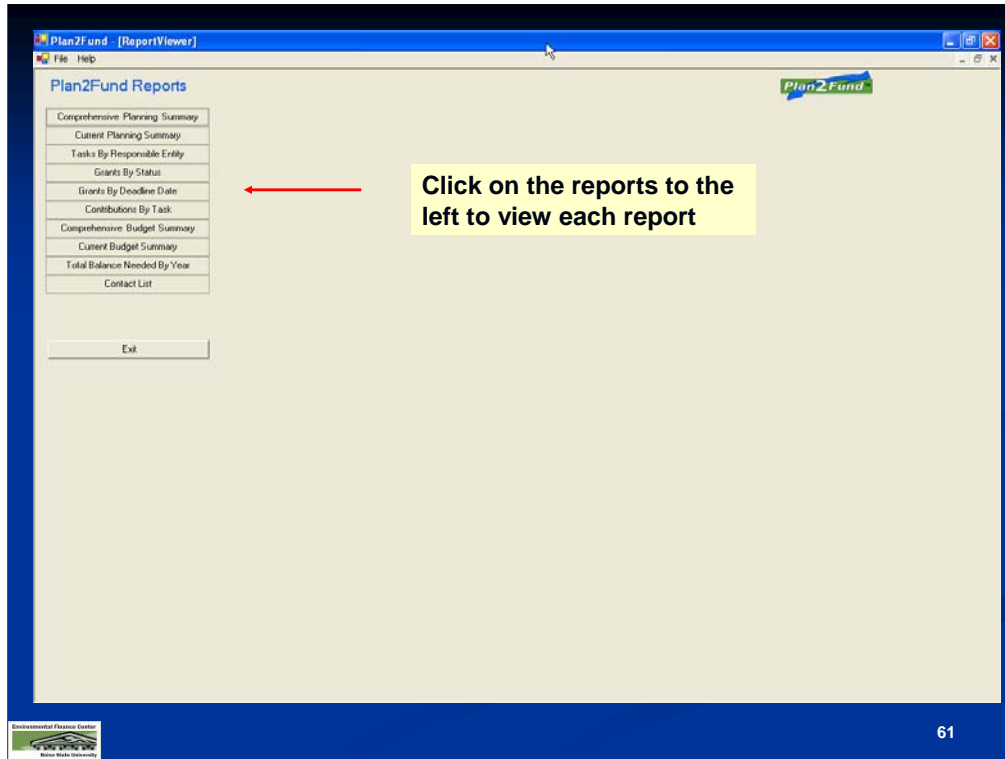 Plan2Fund - [ReportViewer]
File Help
Plan2Fund Reports
Plan2Fund
Comprehensive Planning Summary
Current Planning Summary
Tasks By Responsible Entity
Grants By Status
Grants By Deadline Date
Contributions By Task
Comprehensive Budget Summary
Current Budget Summary
Total Balance Needed By Year
Contact List
Exit
Click on the reports to the
left to view each report
Environmental Finance Center
Boise State University
61